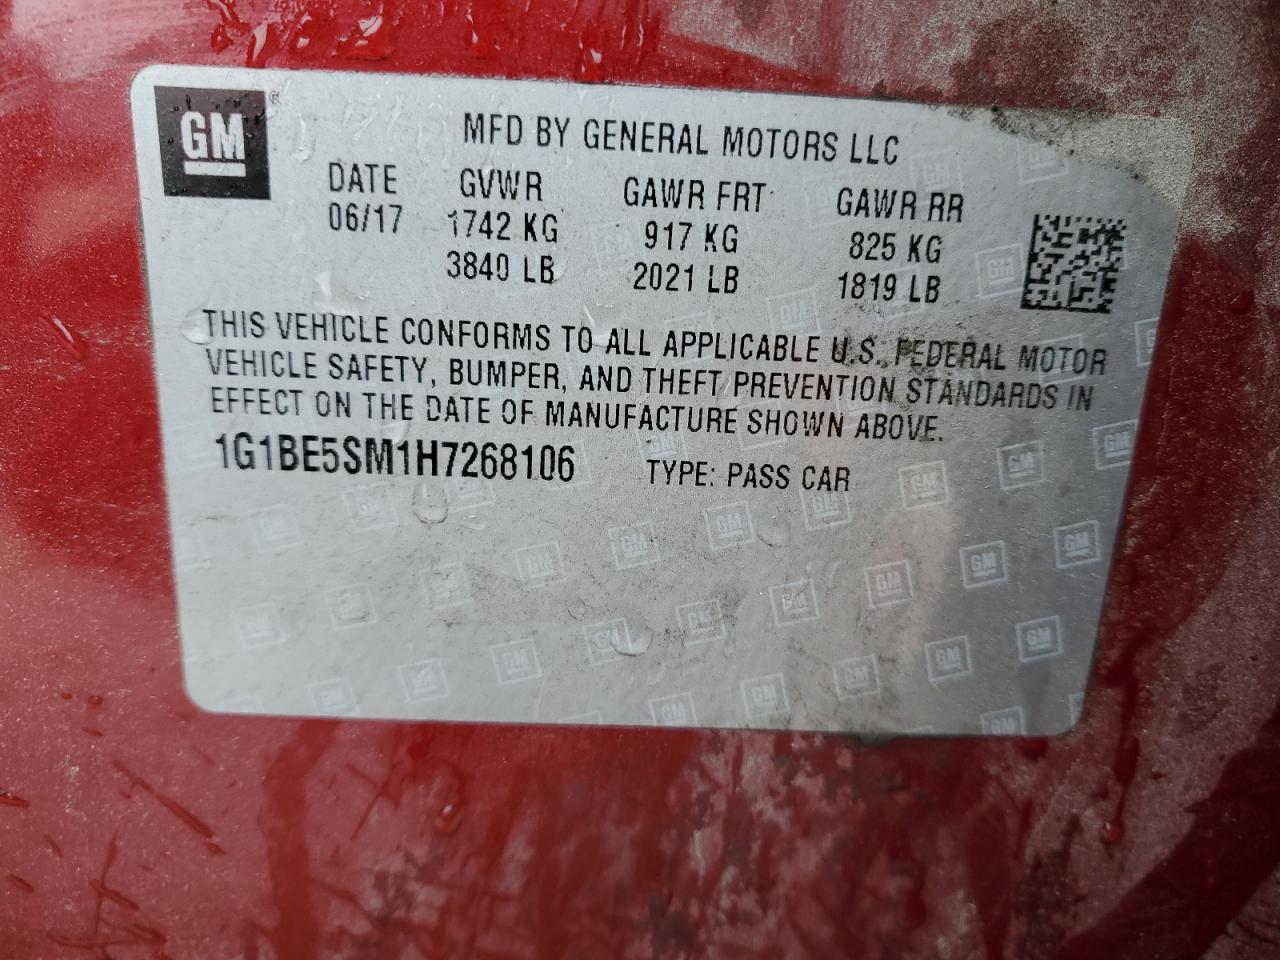 GM
MFD BY GENERAL MOTORS LLC
DATE GVWR GAWR FRT GAWR RR
06/17 1742 KG 917 KG 825 KG
3840 LB 2021 LB 1819 LB
THIS VEHICLE CONFORMS TO ALL APPLICABLE U.S. FEDERAL MOTOR
VEHICLE SAFETY, BUMPER, AND THEFT PREVENTION STANDARDS IN
EFFECT ON THE DATE OF MANUFACTURE SHOWN ABOVE.
1G1BE5SM1H7268106 TYPE: PASS CAR